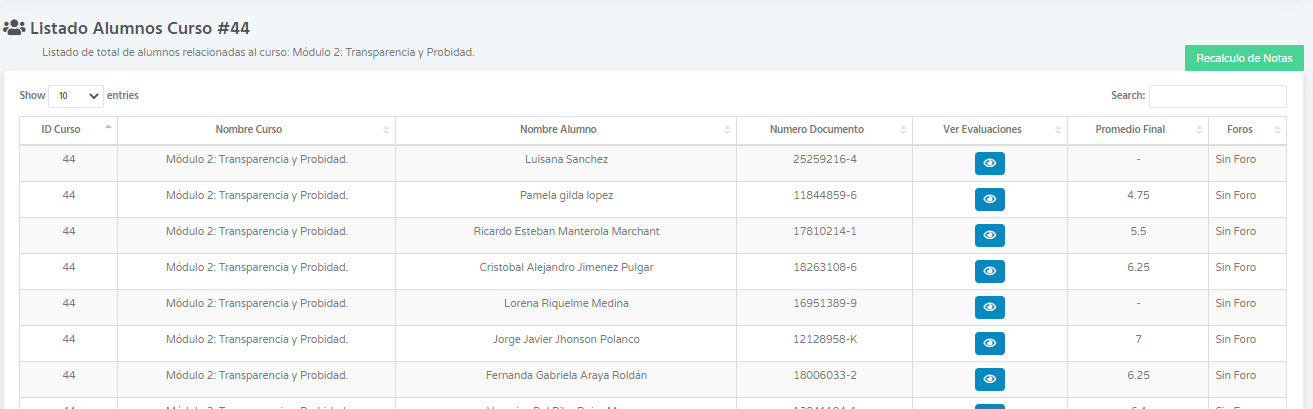 Listado Alumnos Curso #44
Listado de total de alumnos relacionadas al curso: Módulo 2: Transparencia y Probidad.
Recalculo de Notas
Show 10 entries Search:
ID Curso Nombre Curso Nombre Alumno Numero Documento Ver Evaluaciones Promedio Final Foros
44 Módulo 2: Transparencia y Probidad. Luisana Sanchez 25259216-4 - Sin Foro
44 Módulo 2: Transparencia y Probidad. Pamela gilda lopez 11844859-6 4.75 Sin Foro
44 Módulo 2: Transparencia y Probidad. Ricardo Esteban Manterola Marchant 17810214-1 5.5 Sin Foro
44 Módulo 2: Transparencia y Probidad. Cristobal Alejandro Jimenez Pulgar 18263108-6 6.25 Sin Foro
44 Módulo 2: Transparencia y Probidad. Lorena Riquelme Medina 16951389-9 - Sin Foro
44 Módulo 2: Transparencia y Probidad. Jorge Javier Jhonson Polanco 12128958-K 7 Sin Foro
44 Módulo 2: Transparencia y Probidad. Fernanda Gabriela Araya Roldán 18006033-2 6.25 Sin Foro